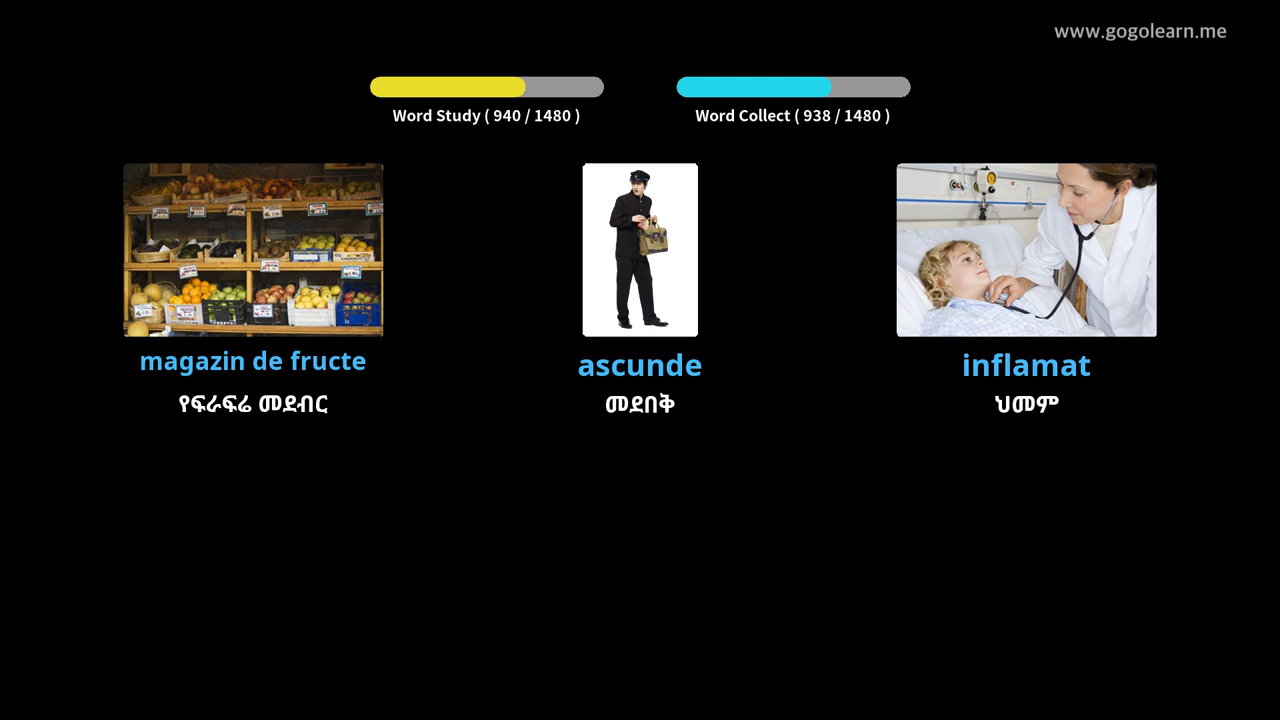 www.gogolearn.me
Word Study ( 940 / 1480 )
Word Collect ( 938 / 1480 )
magazin de fructe
ascunde
inflamat
የፍራፍሬ መደብር
መደበቅ
ህመም